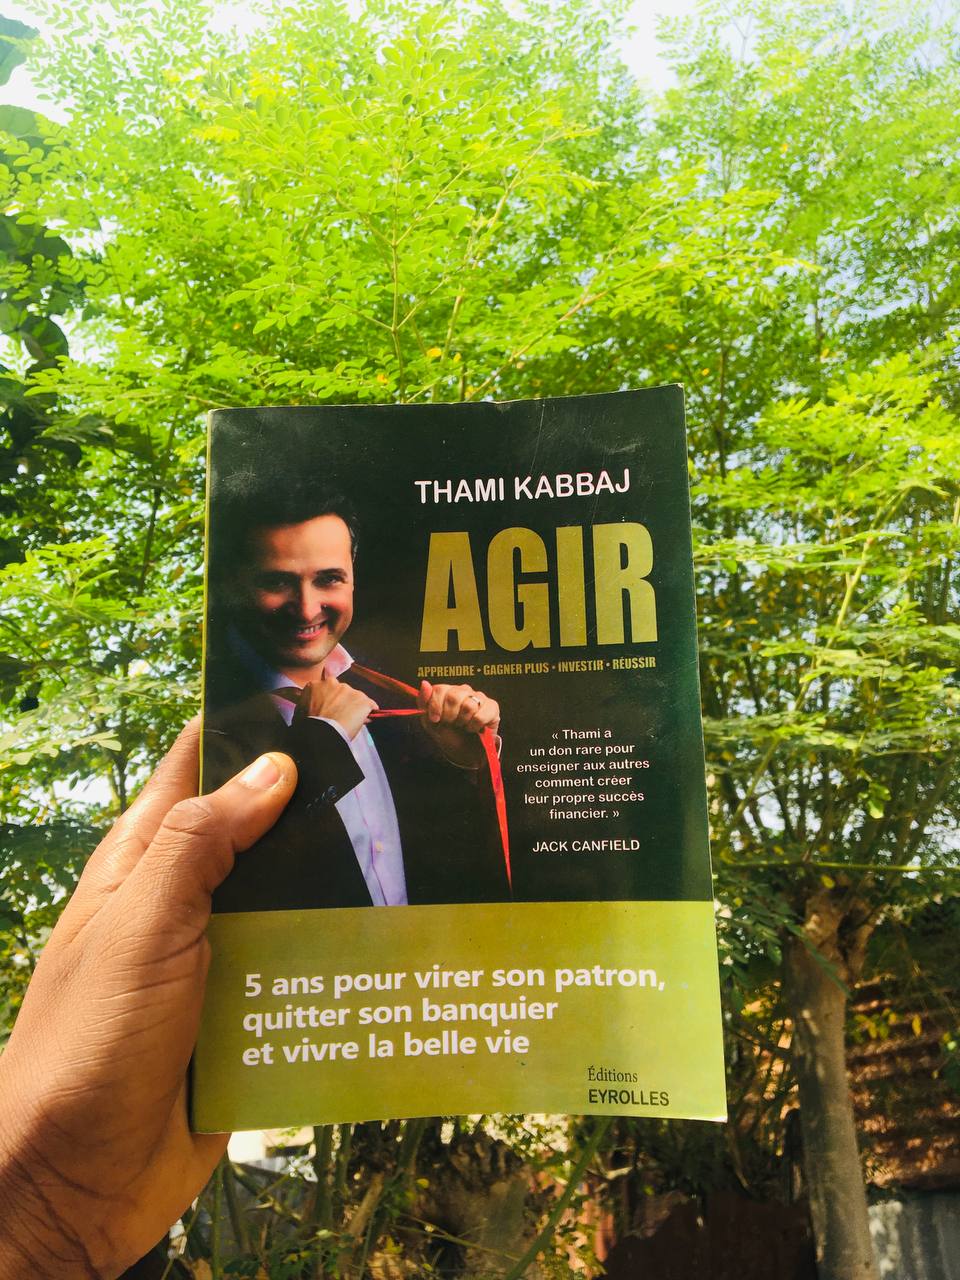 THAMI KABBAJ
AGIR
APPRENDRE • GAGNER PLUS • INVESTIR • RÉUSSIR
« Thami a
un don rare pour
enseigner aux autres
comment créer
leur propre succès
financier. »
JACK CANFIELD
5 ans pour virer son patron,
quitter son banquier
et vivre la belle vie
Éditions
EYROLLES